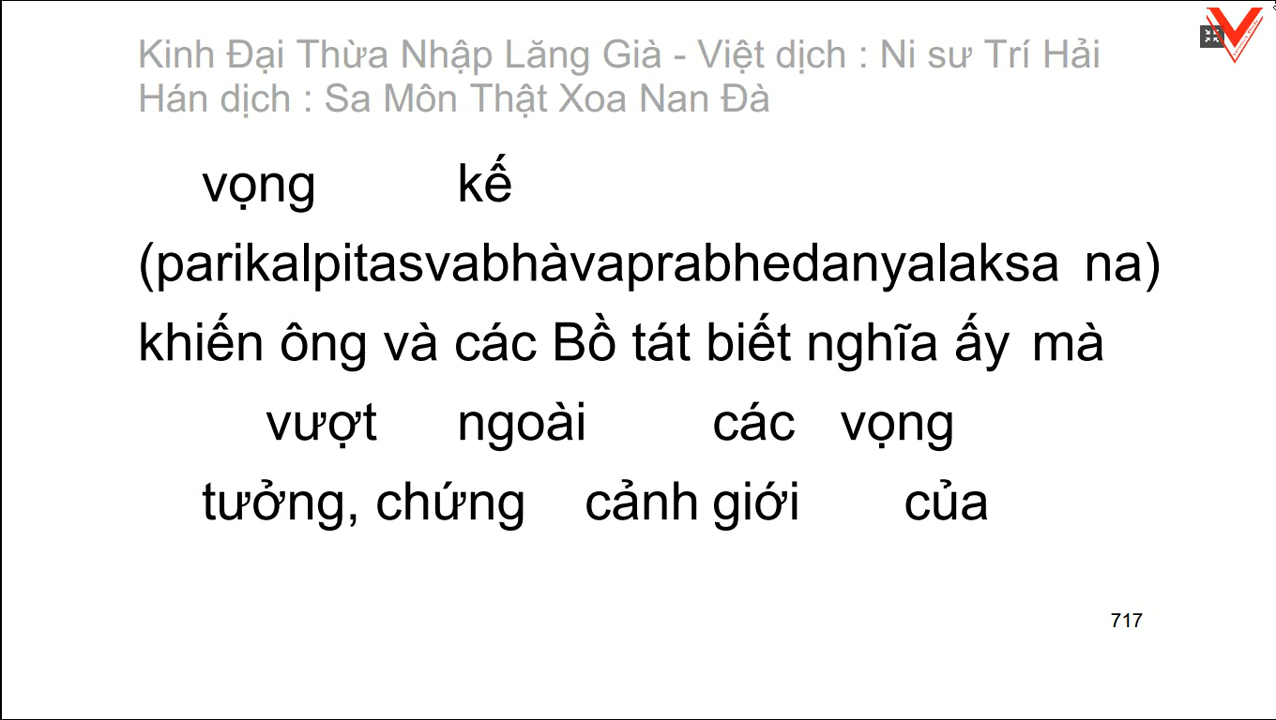 Kinh Đại Thừa Nhập Lăng Già - Việt dịch : Ni sư Trí Hải
Hán dịch : Sa Môn Thật Xoa Nan Đà
vọng kế
(parikalpitasvabhàvaprabhedanyalaksa na)
khiến ông và các Bồ tát biết nghĩa ấy mà
vượt ngoài các vọng
tưởng, chứng cảnh giới của
717